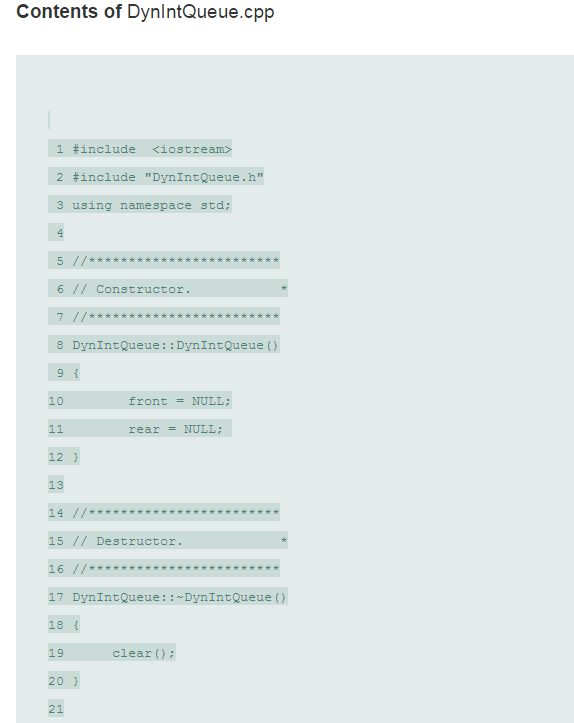 Contents of DynIntQueue.cpp
1 #include  <iostream>
2 #include "DynIntQueue.h"
3 using namespace std;
4
5 //************************
6 // Constructor.           *
7 //************************
8 DynIntQueue::DynIntQueue()
9 {
10        front = NULL;
11        rear = NULL;
12 }
13
14 //************************
15 // Destructor.            *
16 //************************
17 DynIntQueue::~DynIntQueue()
18 {
19      clear();
20 }
21